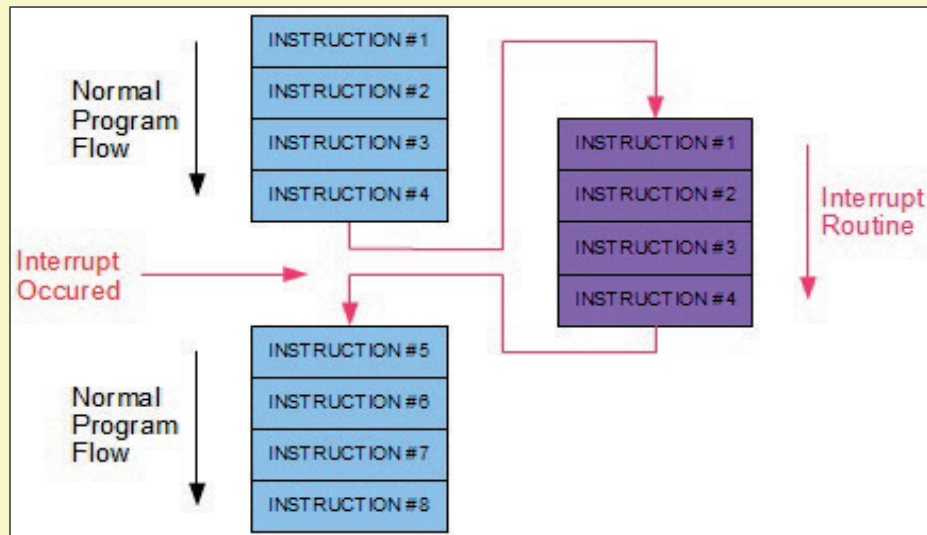 Normal
Program
Flow
INSTRUCTION #1
INSTRUCTION #2
INSTRUCTION #3
INSTRUCTION #4
INSTRUCTION #1
INSTRUCTION #2
INSTRUCTION #3
INSTRUCTION #4
Interrupt
Routine
Interrupt
Occured
Normal
Program
Flow
INSTRUCTION #5
INSTRUCTION #6
INSTRUCTION #7
INSTRUCTION #8